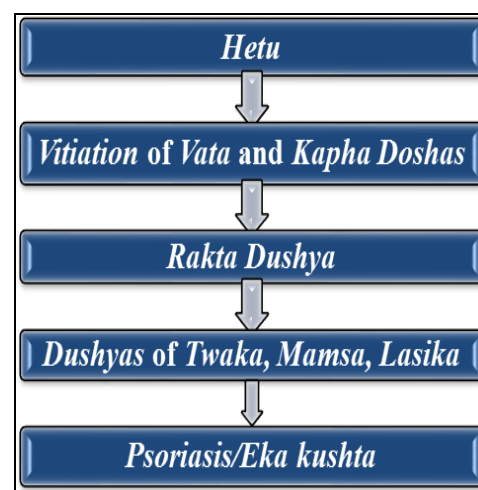 Hetu
Vitiation of Vata and Kapha Doshas
Rakta Dushya
Dushyas of Twaka, Mamsa, Lasika
Psoriasis/Eka kushta